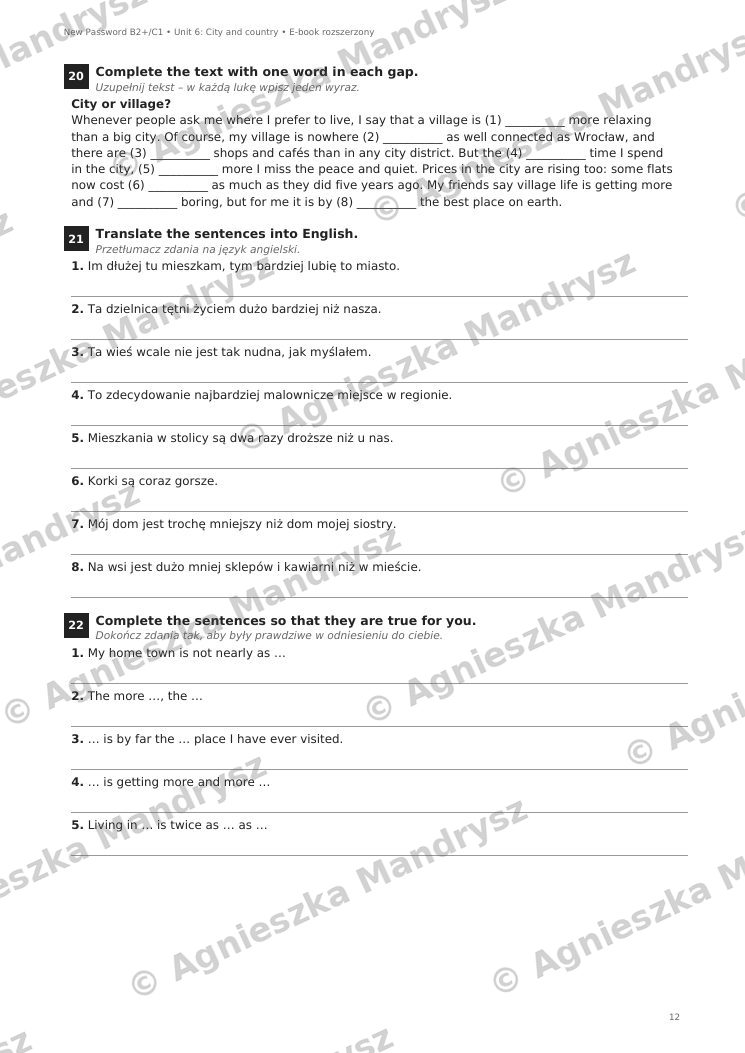 New Password B2+/C1 • Unit 6: City and country • E-book rozszerzony
20 Complete the text with one word in each gap.
Uzupełnij tekst – w każdą lukę wpisz jeden wyraz.
City or village?
Whenever people ask me where I prefer to live, I say that a village is (1) __________ more relaxing
than a big city. Of course, my village is nowhere (2) __________ as well connected as Wrocław, and
there are (3) __________ shops and cafés than in any city district. But the (4) __________ time I spend
in the city, (5) __________ more I miss the peace and quiet. Prices in the city are rising too: some flats
now cost (6) __________ as much as they did five years ago. My friends say village life is getting more
and (7) __________ boring, but for me it is by (8) __________ the best place on earth.
21 Translate the sentences into English.
Przetłumacz zdania na język angielski.
1. Im dłużej tu mieszkam, tym bardziej lubię to miasto.
2. Ta dzielnica tętni życiem dużo bardziej niż nasza.
3. Ta wieś wcale nie jest tak nudna, jak myślałem.
4. To zdecydowanie najbardziej malownicze miejsce w regionie.
5. Mieszkania w stolicy są dwa razy droższe niż u nas.
6. Korki są coraz gorsze.
7. Mój dom jest trochę mniejszy niż dom mojej siostry.
8. Na wsi jest dużo mniej sklepów i kawiarni niż w mieście.
22 Complete the sentences so that they are true for you.
Dokończ zdania tak, aby były prawdziwe w odniesieniu do ciebie.
1. My home town is not nearly as …
2. The more …, the …
3. … is by far the … place I have ever visited.
4. … is getting more and more …
5. Living in … is twice as … as …
12
© Agnieszka Mandrysz